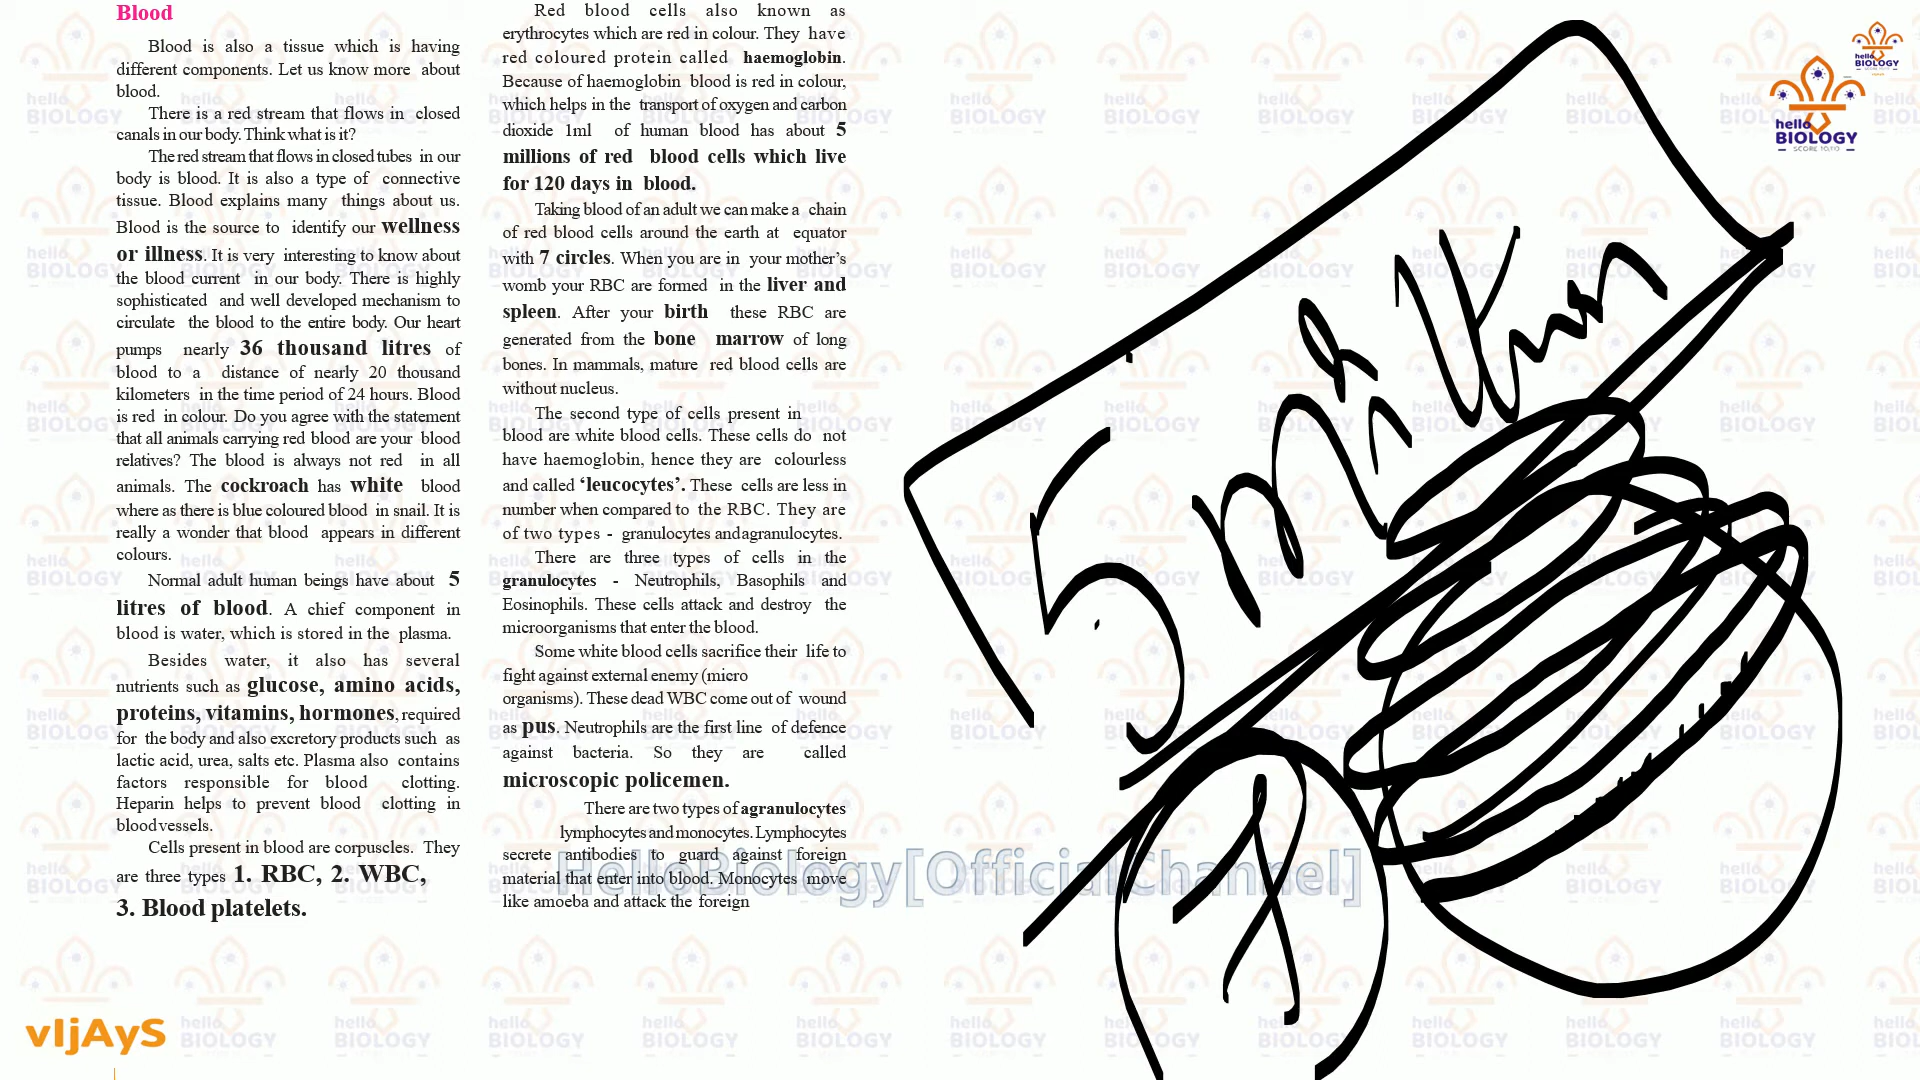 Blood
Blood is also a tissue which is having
different components. Let us know more about
blood.
There is a red stream that flows in closed
canals in our body. Think what is it?
The red stream that flows in closed tubes in our
body is blood. It is also a type of connective
tissue. Blood explains many things about us.
Blood is the source to identify our wellness
or illness. It is very interesting to know about
the blood current in our body. There is highly
sophisticated and well developed mechanism to
circulate the blood to the entire body. Our heart
pumps nearly 36 thousand litres of
blood to a distance of nearly 20 thousand
kilometers in the time period of 24 hours. Blood
is red in colour. Do you agree with the statement
that all animals carrying red blood are your blood
relatives? The blood is always not red in all
animals. The cockroach has white blood
where as there is blue coloured blood in snail. It is
really a wonder that blood appears in different
colours.
Normal adult human beings have about 5
litres of blood. A chief component in
blood is water, which is stored in the plasma.
Besides water, it also has several
nutrients such as glucose, amino acids,
proteins, vitamins, hormones, required
for the body and also excretory products such as
lactic acid, urea, salts etc. Plasma also contains
factors responsible for blood clotting.
Heparin helps to prevent blood clotting in
blood vessels.
Cells present in blood are corpuscles. They
are three types 1. RBC, 2. WBC,
3. Blood platelets.
Red blood cells also known as
erythrocytes which are red in colour. They have
red coloured protein called haemoglobin.
Because of haemoglobin blood is red in colour,
which helps in the transport of oxygen and carbon
dioxide 1ml of human blood has about 5
millions of red blood cells which live
for 120 days in blood.
Taking blood of an adult we can make a chain
of red blood cells around the earth at equator
with 7 circles. When you are in your mother's
womb your RBC are formed in the liver and
spleen. After your birth these RBC are
generated from the bone marrow of long
bones. In mammals, mature red blood cells are
without nucleus.
The second type of cells present in
blood are white blood cells. These cells do not
have haemoglobin, hence they are colourless
and called ‘leucocytes’. These cells are less in
number when compared to the RBC. They are
of two types - granulocytes andagranulocytes.
There are three types of cells in the
granulocytes - Neutrophils, Basophils and
Eosinophils. These cells attack and destroy the
microorganisms that enter the blood.
Some white blood cells sacrifice their life to
fight against external enemy (micro
organisms). These dead WBC come out of wound
as pus. Neutrophils are the first line of defence
against bacteria. So they are called
microscopic policemen.
There are two types of agranulocytes
lymphocytes and monocytes. Lymphocytes
secrete antibodies to guard against foreign
material that enter into blood. Monocytes move
like amoeba and attack the foreign
HelloBiology[OfficialChannel]
hello
BIOLOGY
SCORE 10/10
hello
BIOLOGY
vIjAyS